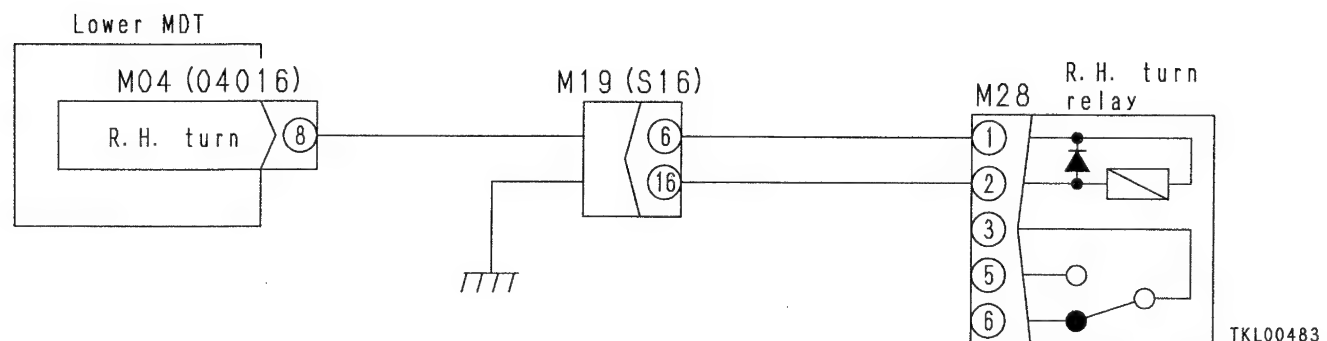 Lower MDT
M04 (04016)
R.H. turn
8
M19 (S16)
6
16
M28
R.H. turn
relay
1
2
3
5
6
TKL00483